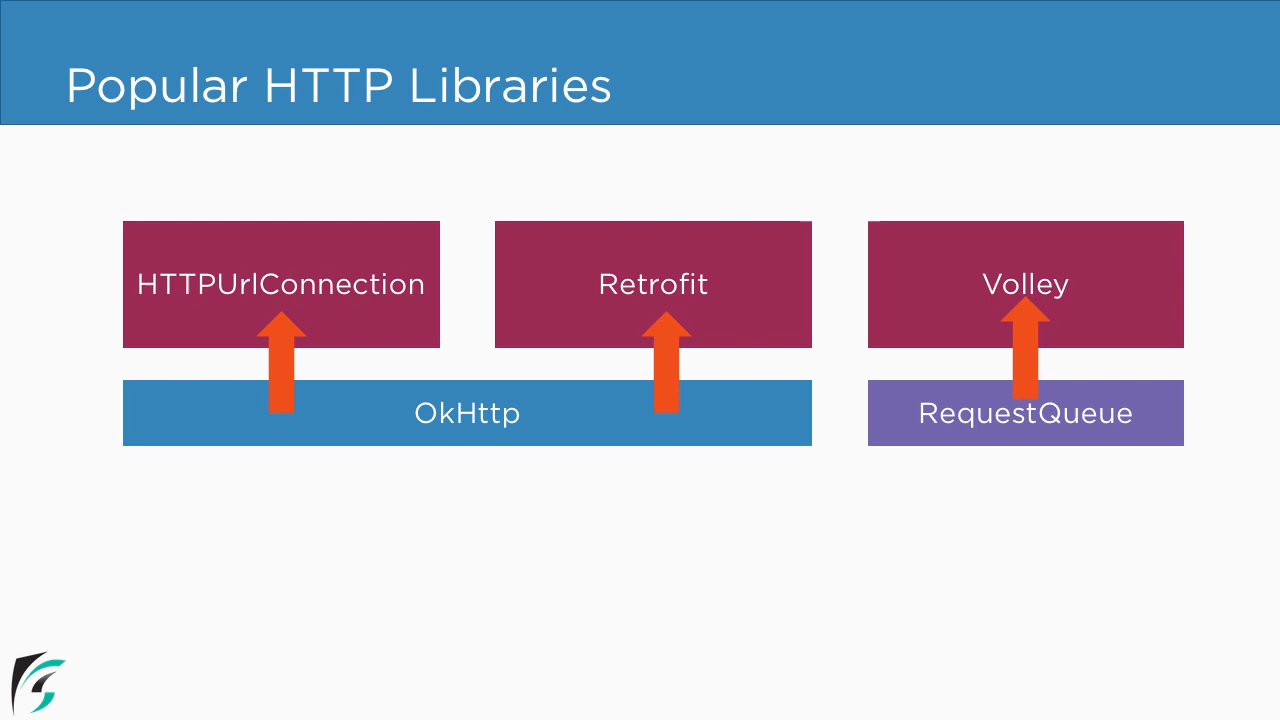 Popular HTTP Libraries
HTTPUrlConnection
Retrofit
Volley
OkHttp
RequestQueue